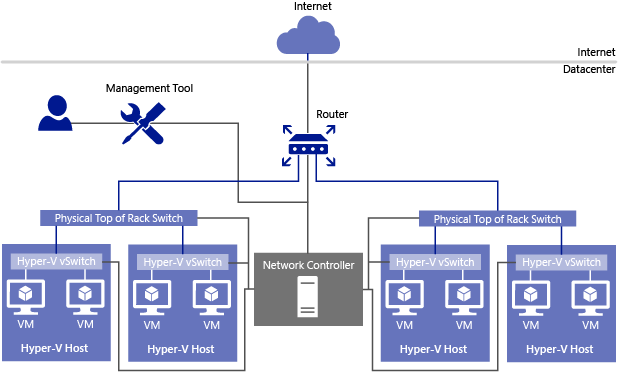 Internet
Internet
Datacenter
Management Tool
Router
Physical Top of Rack Switch
Physical Top of Rack Switch
Hyper-V vSwitch
Hyper-V vSwitch
Network Controller
Hyper-V vSwitch
Hyper-V vSwitch
VM
VM
VM
VM
VM
VM
VM
VM
Hyper-V Host
Hyper-V Host
Hyper-V Host
Hyper-V Host